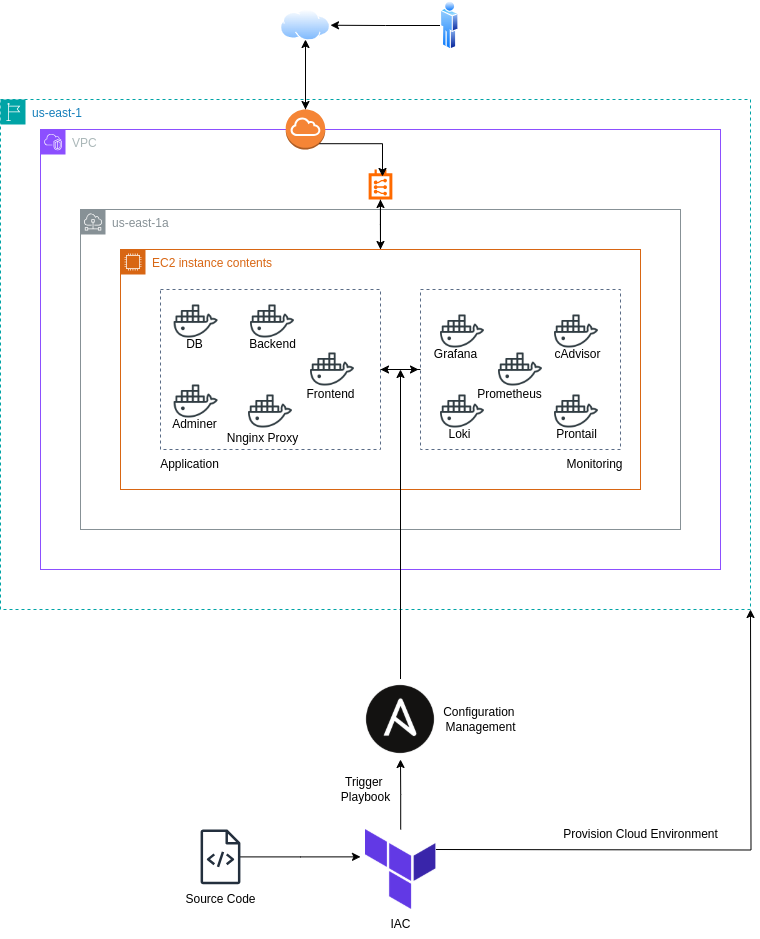 us-east-1
VPC
us-east-1a
EC2 instance contents
DB
Backend
Frontend
Adminer
Nnginx Proxy
Application
Grafana
cAdvisor
Prometheus
Loki
Prontail
Monitoring
Configuration
Management
Trigger
Playbook
Provision Cloud Environment
Source Code
IAC